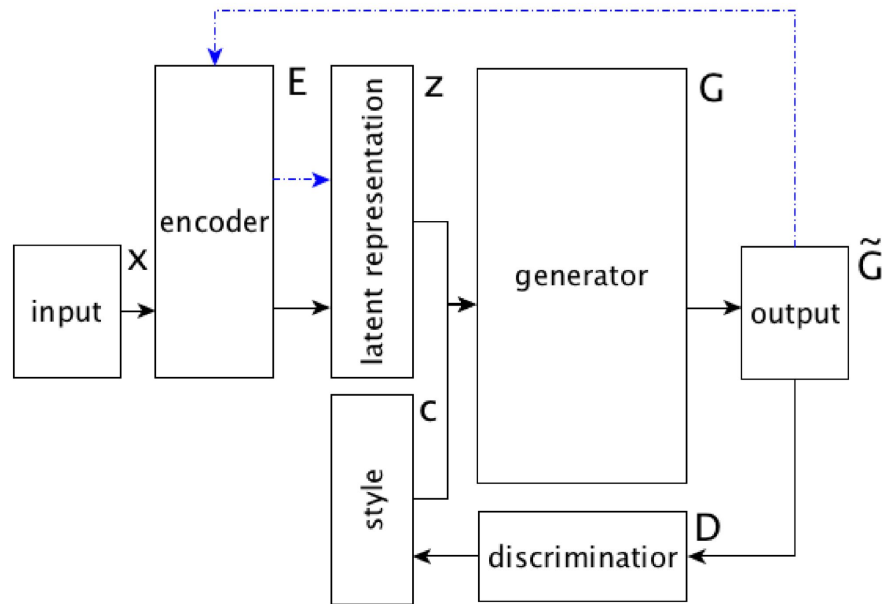 E
z
G
encoder
latent representation
x
input
generator
G̃
output
c
style
D
discriminatior